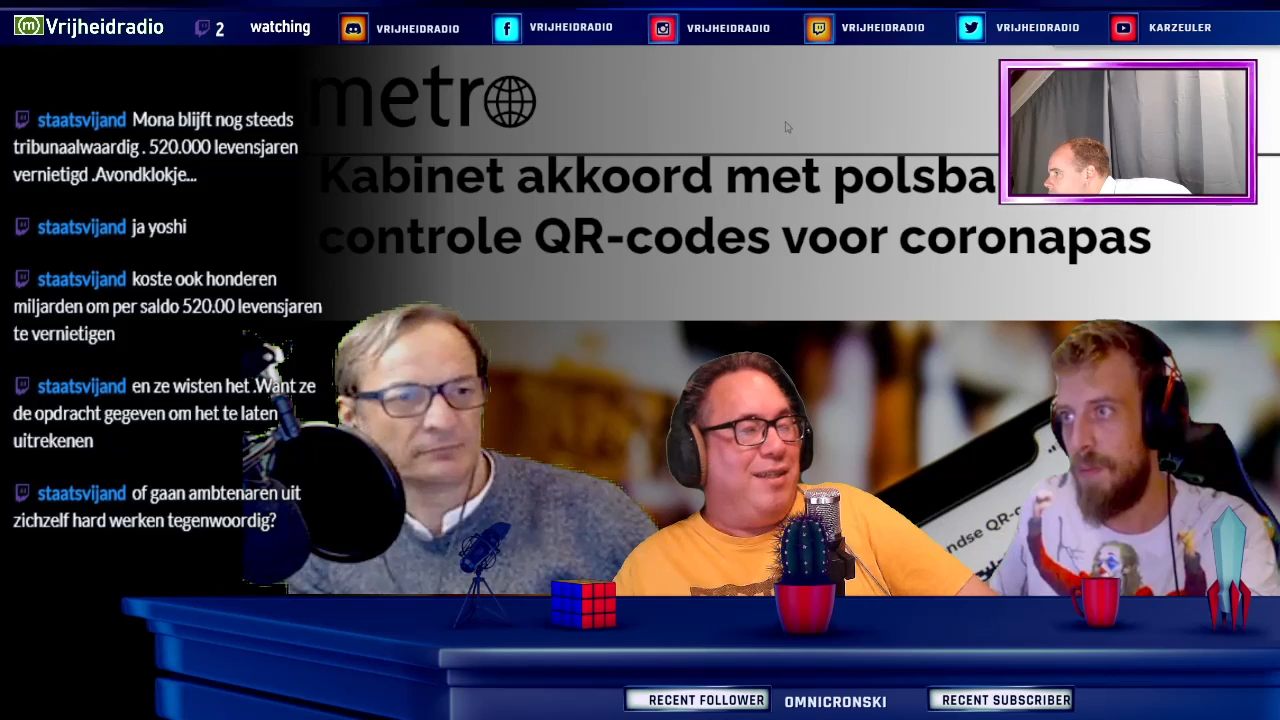 Vrijheidradio 2 watching VRIJHEIDRADIO VRIJHEIDRADIO VRIJHEIDRADIO VRIJHEIDRADIO VRIJHEIDRADIO KARZEULER
metro
staatsvijand Mona blijft nog steeds
tribunaalwaardig . 520.000 levensjaren
vernietigd .Avondklokje...
Kabinet akkoord met polsba
controle QR-codes voor coronapas
staatsvijand ja yoshi
staatsvijand koste ook honderen
miljarden om per saldo 520.00 levensjaren
te vernietigen
staatsvijand en ze wisten het .Want ze
de opdracht gegeven om het te laten
uitrekenen
staatsvijand of gaan ambtenaren uit
zichzelf hard werken tegenwoordig?
ndse QR-c
RECENT FOLLOWER OMNICRONSKI RECENT SUBSCRIBER